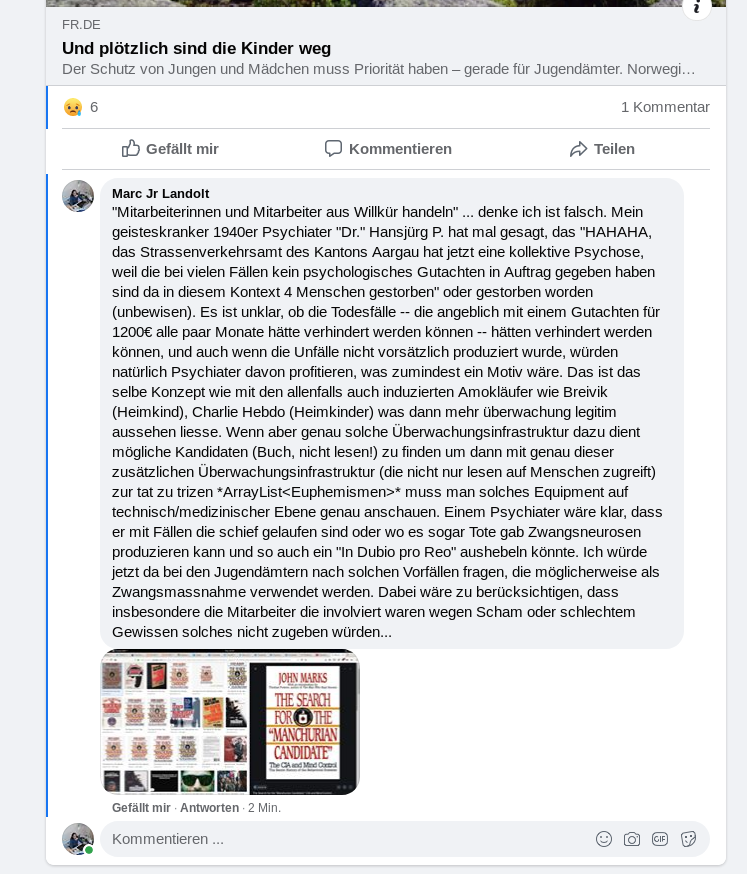 FR.DE
Und plötzlich sind die Kinder weg
Der Schutz von Jungen und Mädchen muss Priorität haben – gerade für Jugendämter. Norwegi…
6
1 Kommentar
Gefällt mir
Kommentieren
Teilen
Marc Jr Landolt
"Mitarbeiterinnen und Mitarbeiter aus Willkür handeln" ... denke ich ist falsch. Mein
geisteskranker 1940er Psychiater "Dr." Hansjürg P. hat mal gesagt, das "HAHAHA,
das Strassenverkehrsamt des Kantons Aargau hat jetzt eine kollektive Psychose,
weil die bei vielen Fällen kein psychologisches Gutachten in Auftrag gegeben haben
sind da in diesem Kontext 4 Menschen gestorben" oder gestorben worden
(unbewisen). Es ist unklar, ob die Todesfälle -- die angeblich mit einem Gutachten für
1200€ alle paar Monate hätte verhindert werden können -- hätten verhindert werden
können, und auch wenn die Unfälle nicht vorsätzlich produziert wurde, würden
natürlich Psychiater davon profitieren, was zumindest ein Motiv wäre. Das ist das
selbe Konzept wie mit den allenfalls auch induzierten Amokläufer wie Breivik
(Heimkind), Charlie Hebdo (Heimkinder) was dann mehr überwachung legitim
aussehen liesse. Wenn aber genau solche Überwachungsinfrastruktur dazu dient
mögliche Kandidaten (Buch, nicht lesen!) zu finden um dann mit genau dieser
zusätzlichen Überwachungsinfrastruktur (die nicht nur lesen auf Menschen zugreift)
zur tat zu trizen *ArrayList<Euphemismen>* muss man solches Equipment auf
technisch/medizinischer Ebene genau anschauen. Einem Psychiater wäre klar, dass
er mit Fällen die schief gelaufen sind oder wo es sogar Tote gab Zwangsneurosen
produzieren kann und so auch ein "In Dubio pro Reo" aushebeln könnte. Ich würde
jetzt da bei den Jugendämtern nach solchen Vorfällen fragen, die möglicherweise als
Zwangsmassnahme verwendet werden. Dabei wäre zu berücksichtigen, dass
insbesondere die Mitarbeiter die involviert waren wegen Scham oder schlechtem
Gewissen solches nicht zugeben würden...
JOHN MARKS
THE SEARCH
FOR THE
"MANCHURIAN
CANDIDATE"
The CIA and Mind Control
Gefällt mir · Antworten · 2 Min.
Kommentieren ...
GIF